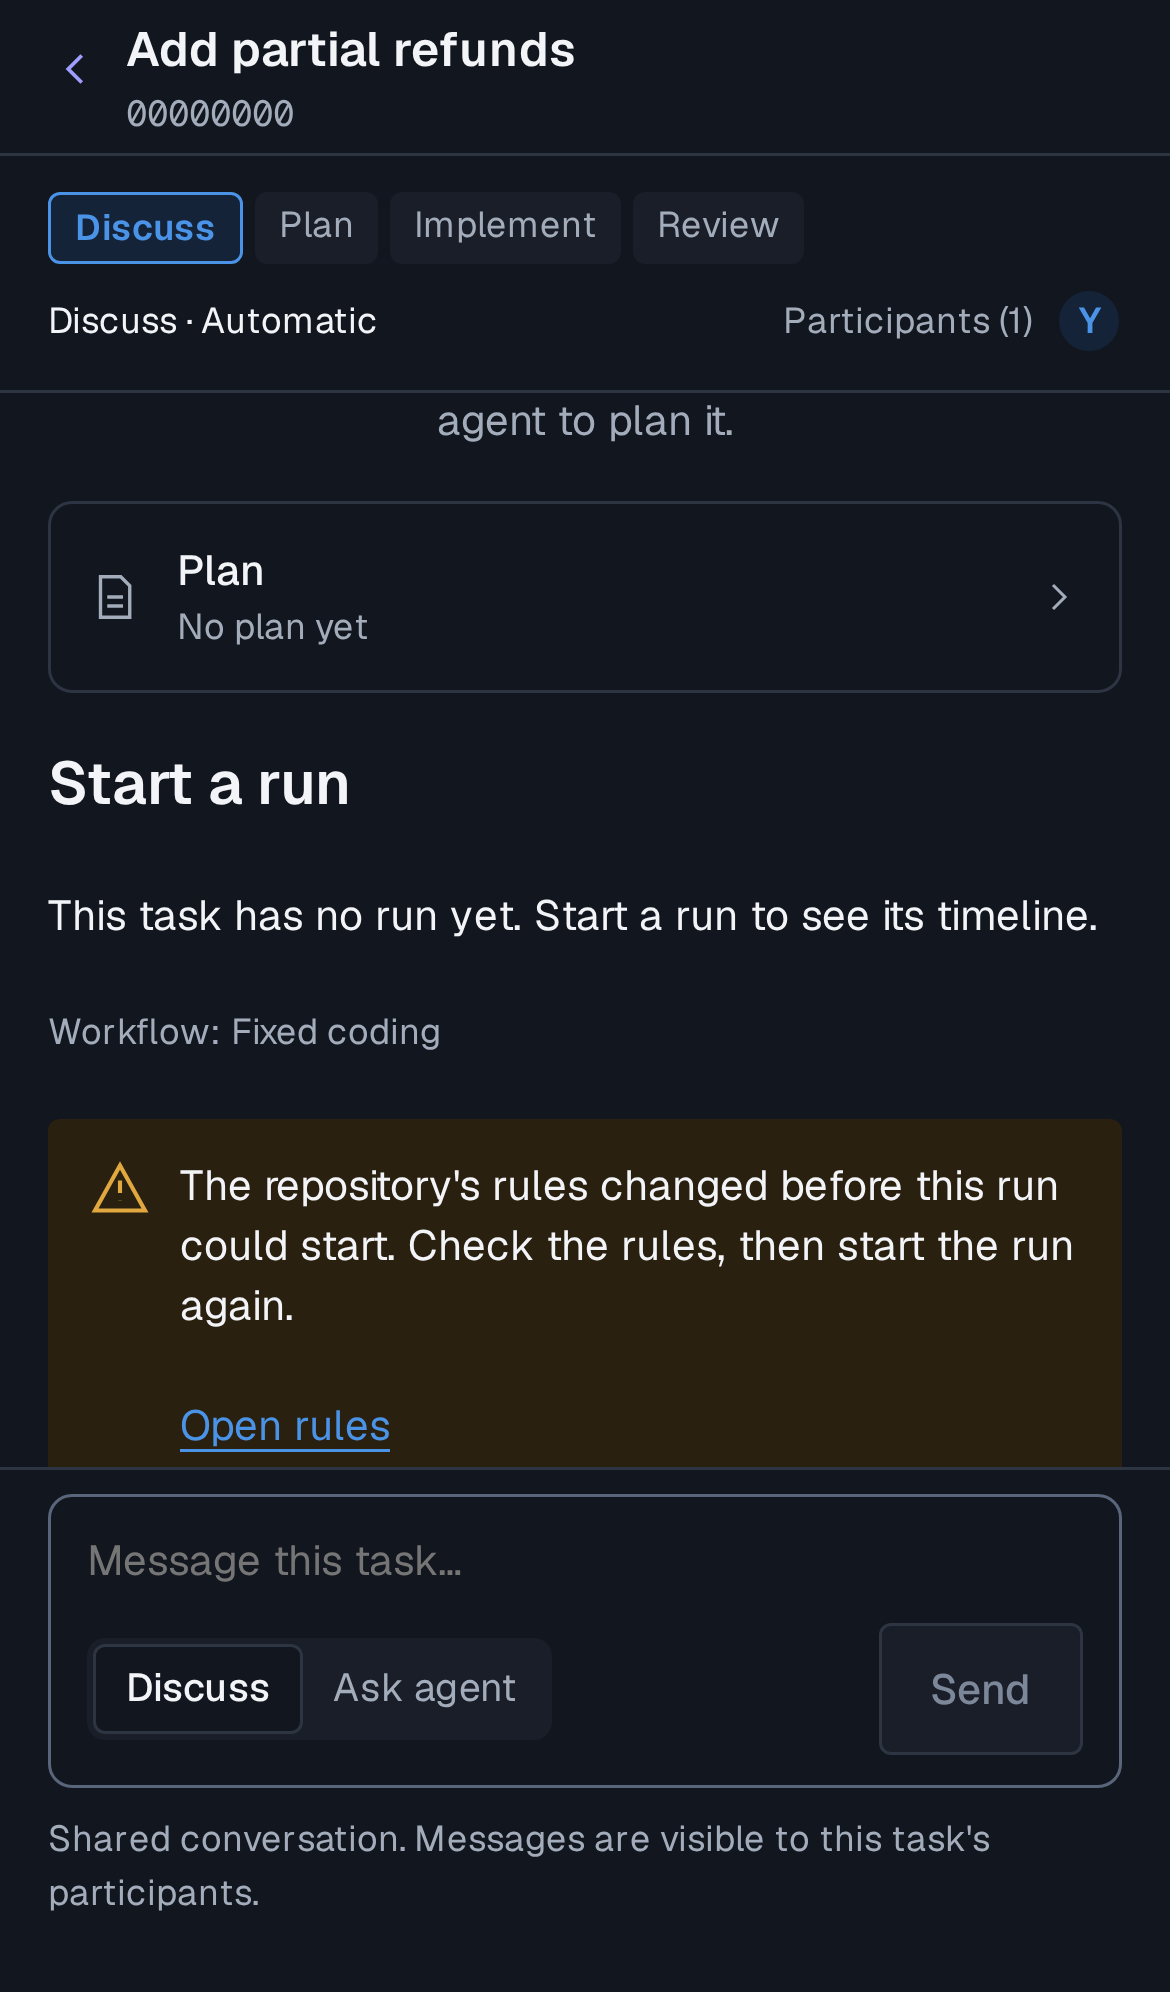 Add partial refunds
00000000
Discuss
Plan
Implement
Review
Discuss · Automatic
Participants (1)
Y
agent to plan it.
Plan
No plan yet
Start a run
This task has no run yet. Start a run to see its timeline.
Workflow: Fixed coding
The repository's rules changed before this run
could start. Check the rules, then start the run
again.
Open rules
Message this task…
Discuss
Ask agent
Send
Shared conversation. Messages are visible to this task's
participants.